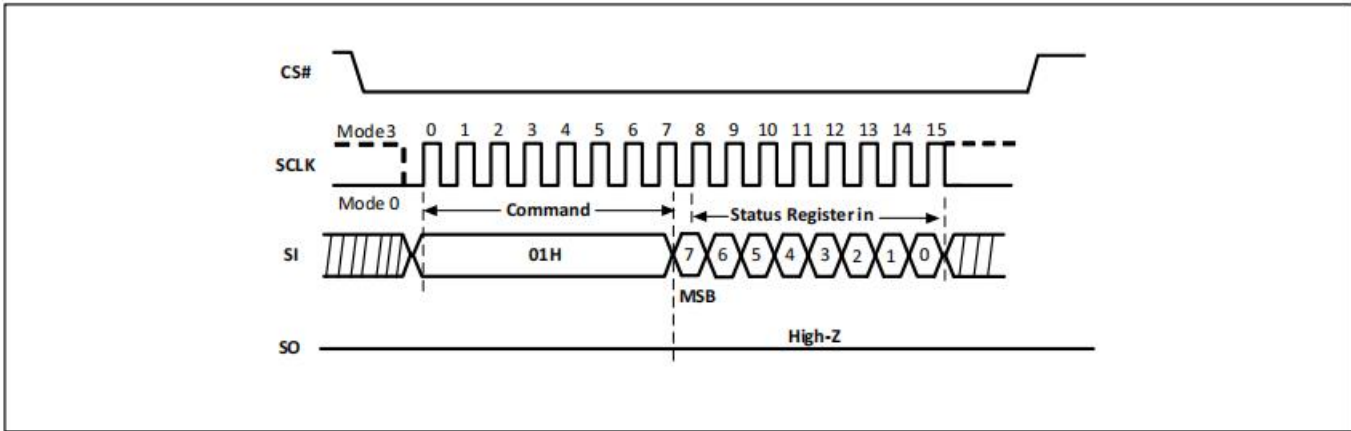 CS#
Mode3 0 1 2 3 4 5 6 7 8 9 10 11 12 13 14 15
SCLK
Mode 0
Command Status Register in
SI 01H 7 6 5 4 3 2 1 0
MSB
High-Z
SO